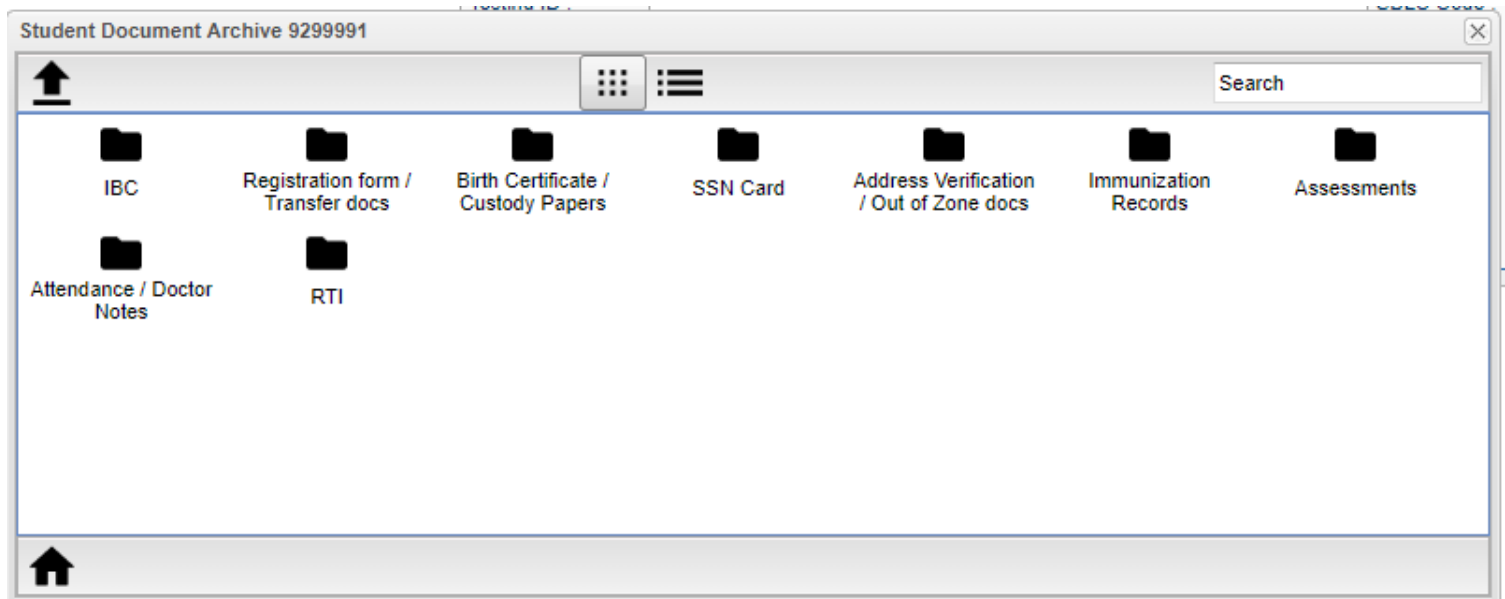 Student Document Archive 9299991
Search
IBC
Registration form /
Transfer docs
Birth Certificate /
Custody Papers
SSN Card
Address Verification
/ Out of Zone docs
Immunization
Records
Assessments
Attendance / Doctor
Notes
RTI